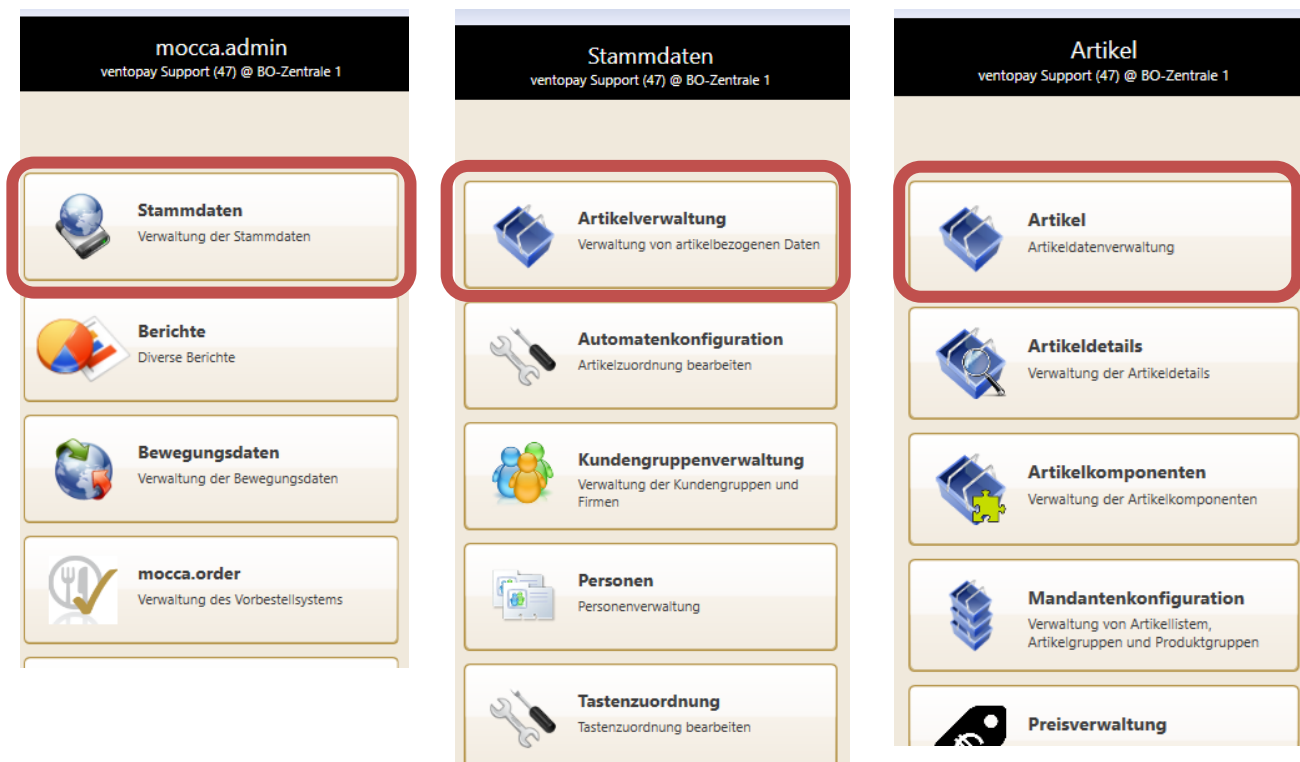 mocca.admin
ventopay Support (47) @ BO-Zentrale 1
Stammdaten
Verwaltung der Stammdaten
Berichte
Diverse Berichte
Bewegungsdaten
Verwaltung der Bewegungsdaten
mocca.order
Verwaltung des Vorbestellsystems
Stammdaten
ventopay Support (47) @ BO-Zentrale 1
Artikelverwaltung
Verwaltung von artikelbezogenen Daten
Automatenkonfiguration
Artikelzuordnung bearbeiten
Kundengruppenverwaltung
Verwaltung der Kundengruppen und
Firmen
Personen
Personenverwaltung
Tastenzuordnung
Tastenzuordnung bearbeiten
Artikel
ventopay Support (47) @ BO-Zentrale 1
Artikel
Artikeldatenverwaltung
Artikeldetails
Verwaltung der Artikeldetails
Artikelkomponenten
Verwaltung der Artikelkomponenten
Mandantenkonfiguration
Verwaltung von Artikellistem,
Artikelgruppen und Produktgruppen
Preisverwaltung